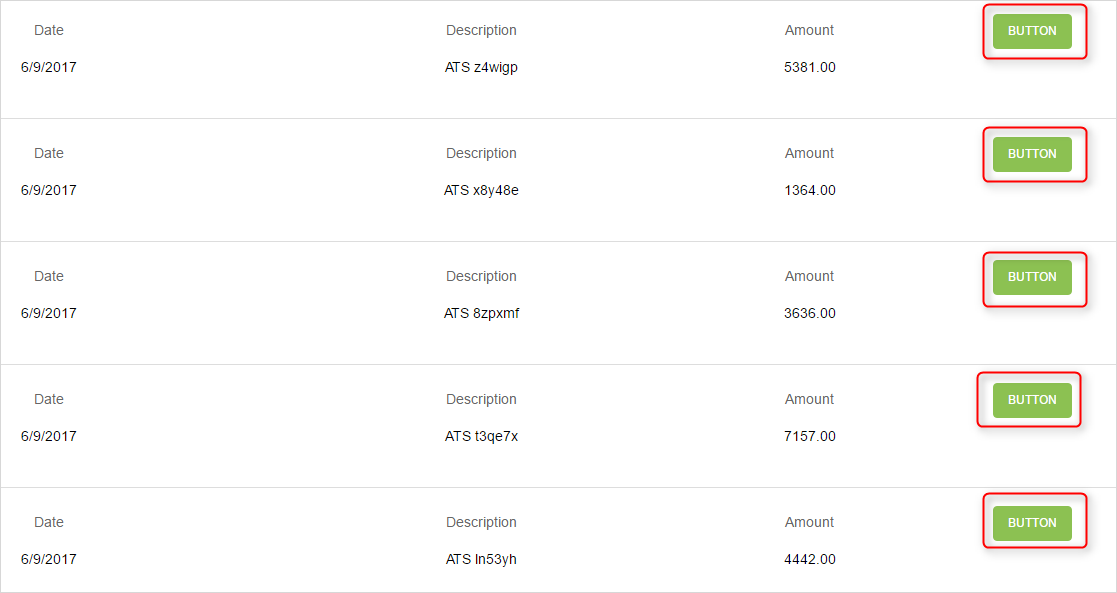 Date Description Amount BUTTON
6/9/2017 ATS z4wigp 5381.00
Date Description Amount BUTTON
6/9/2017 ATS x8y48e 1364.00
Date Description Amount BUTTON
6/9/2017 ATS 8zpxmf 3636.00
Date Description Amount BUTTON
6/9/2017 ATS t3qe7x 7157.00
Date Description Amount BUTTON
6/9/2017 ATS ln53yh 4442.00